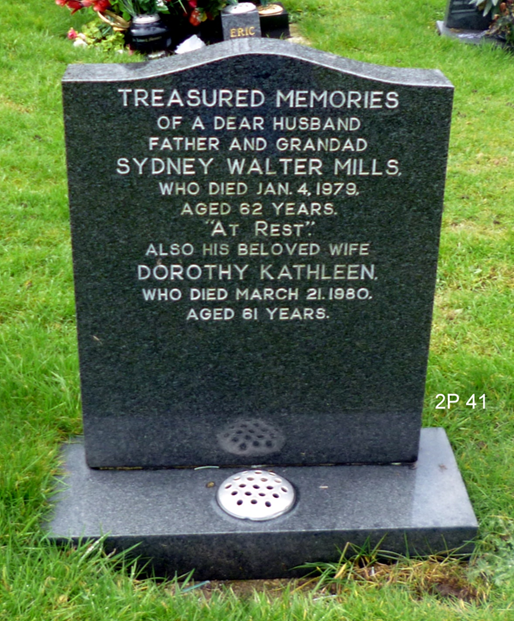 ERIC
TREASURED MEMORIES
OF A DEAR HUSBAND
FATHER AND GRANDAD
SYDNEY WALTER MILLS,
WHO DIED JAN. 4, 1979,
AGED 62 YEARS.
"AT REST".
ALSO HIS BELOVED WIFE
DOROTHY KATHLEEN,
WHO DIED MARCH 21. 1980.
AGED 61 YEARS.
2P 41